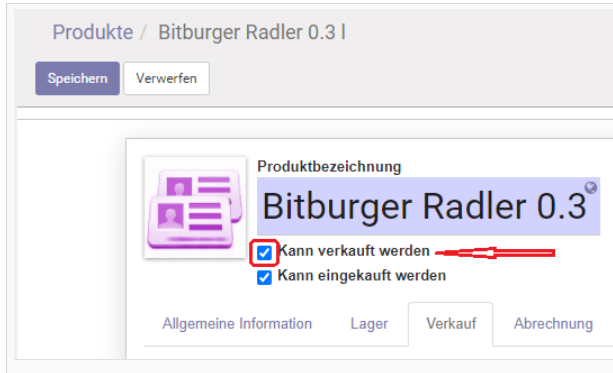 Produkte / Bitburger Radler 0.3 l
Speichern Verwerfen
Produktbezeichnung
Bitburger Radler 0.3
Kann verkauft werden
Kann eingekauft werden
Allgemeine Information Lager Verkauf Abrechnung